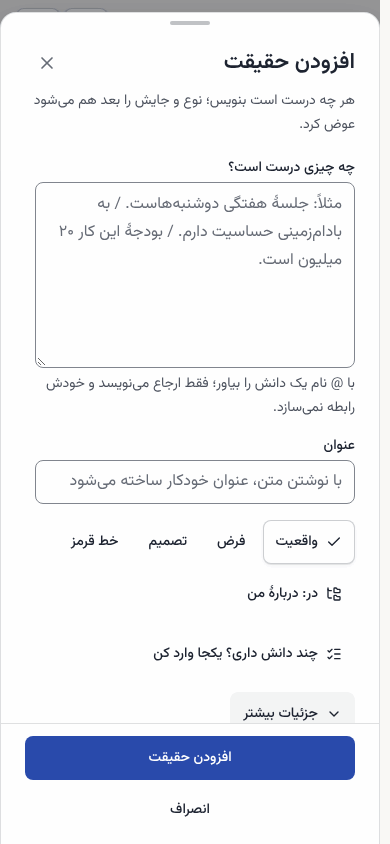 افزودن حقیقت
هر چه درست است بنویس؛ نوع و جایش را بعد هم می‌شود
عوض کرد.
چه چیزی درست است؟
مثلاً: جلسهٔ هفتگی دوشنبه‌هاست. / به
بادام‌زمینی حساسیت دارم. / بودجهٔ این کار ۲۰
میلیون است.
با @ نام یک دانش را بیاور؛ فقط ارجاع می‌نویسد و خودش
رابطه نمی‌سازد.
عنوان
با نوشتن متن، عنوان خودکار ساخته می‌شود
واقعیت فرض تصمیم خط قرمز
در: دربارهٔ من
چند دانش داری؟ یکجا وارد کن
جزئیات بیشتر
افزودن حقیقت
انصراف